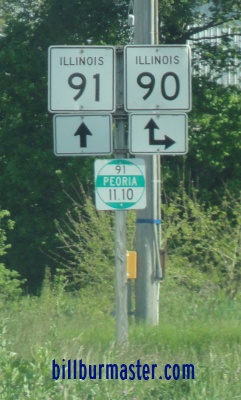 ILLINOIS
91
ILLINOIS
90
91
PEORIA
11.10
billburmaster.com